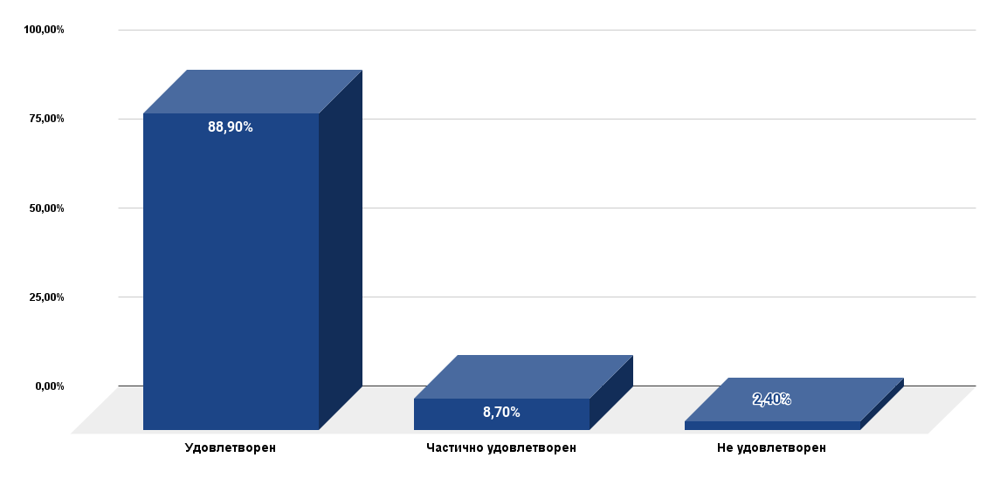 100,00%
75,00%
50,00%
25,00%
0,00%
88,90%
8,70%
2,40%
Удовлетворен
Частично удовлетворен
Не удовлетворен